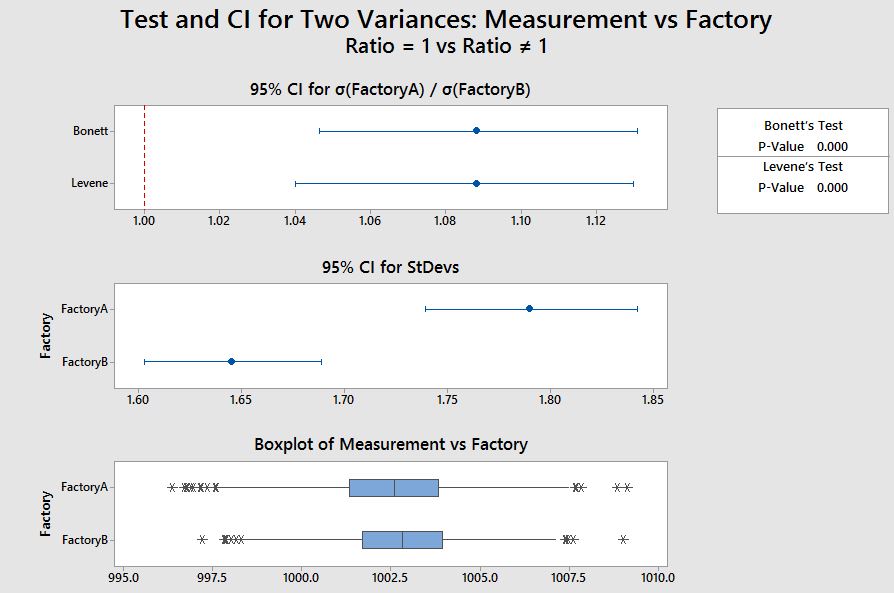 Test and CI for Two Variances: Measurement vs Factory
Ratio = 1 vs Ratio ≠ 1
95% CI for σ(FactoryA) / σ(FactoryB)
Bonett
Levene
1.00 1.02 1.04 1.06 1.08 1.10 1.12
Bonett's Test
P-Value 0.000
Levene's Test
P-Value 0.000
95% CI for StDevs
Factory
FactoryA
FactoryB
1.60 1.65 1.70 1.75 1.80 1.85
Boxplot of Measurement vs Factory
Factory
FactoryA
FactoryB
995.0 997.5 1000.0 1002.5 1005.0 1007.5 1010.0